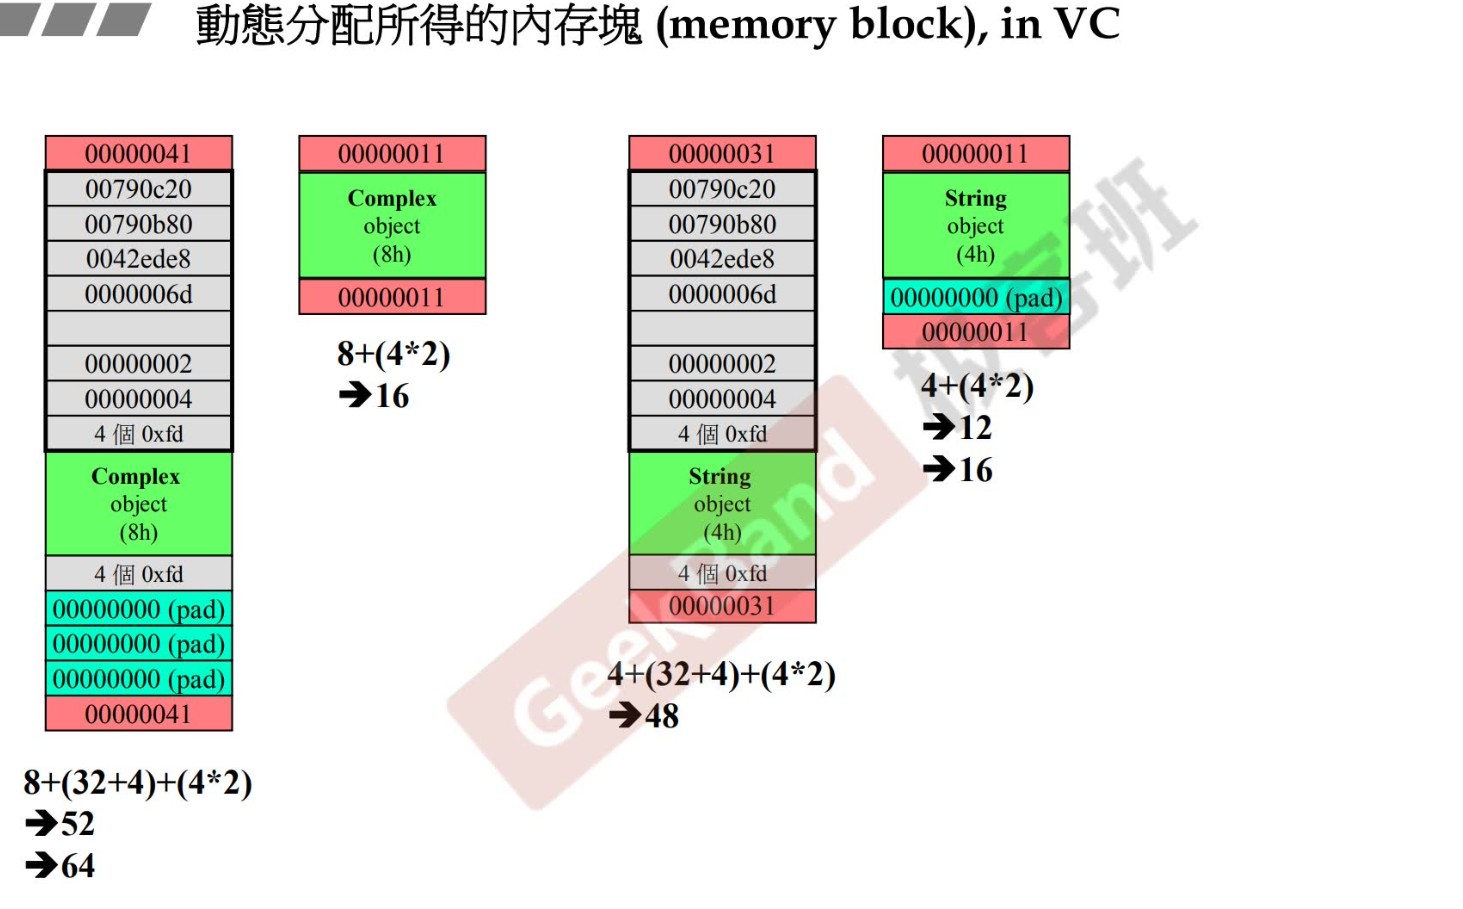 動態分配所得的內存塊 (memory block), in VC
00000041
00790c20
00790b80
0042ede8
0000006d
00000002
00000004
4 個 0xfd
Complex
object
(8h)
4 個 0xfd
00000000 (pad)
00000000 (pad)
00000000 (pad)
00000041
8+(32+4)+(4*2)
➔52
➔64
00000011
Complex
object
(8h)
00000011
8+(4*2)
➔16
00000031
00790c20
00790b80
0042ede8
0000006d
00000002
00000004
4 個 0xfd
String
object
(4h)
4 個 0xfd
00000031
4+(32+4)+(4*2)
➔48
00000011
String
object
(4h)
00000000 (pad)
00000011
4+(4*2)
➔12
➔16
GeekBand 极客班